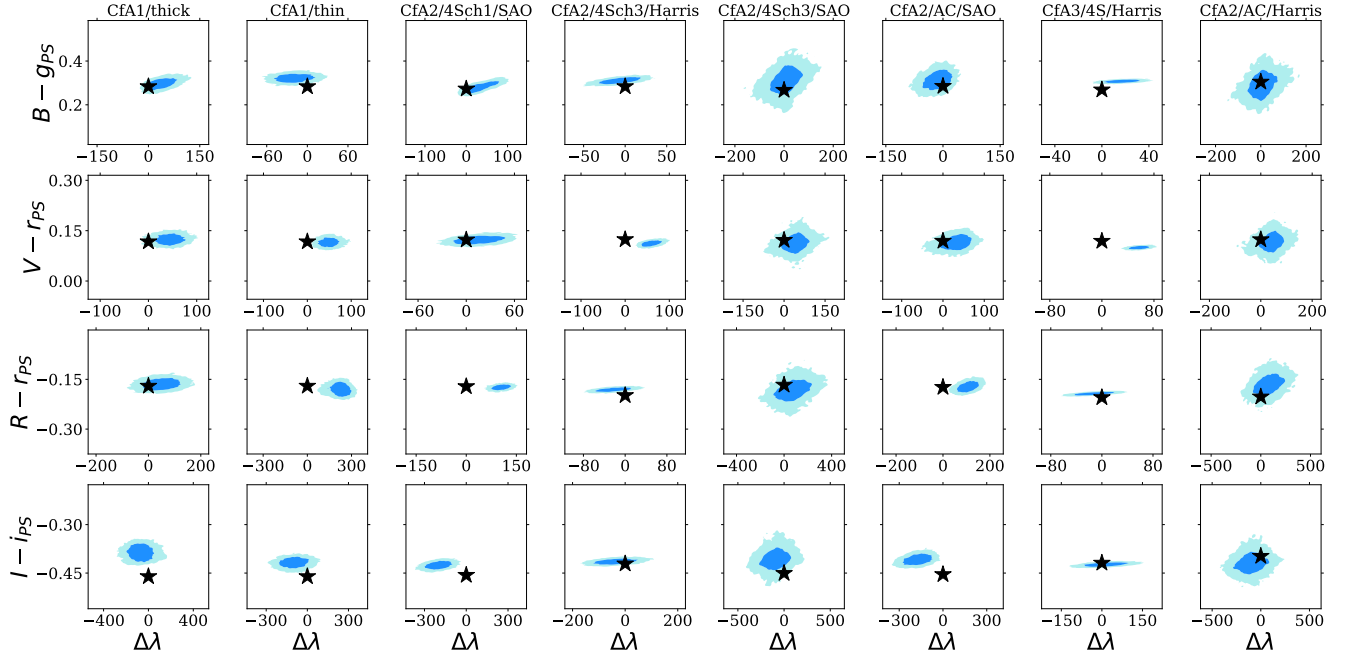 CfA1/thick CfA1/thin CfA2/4Sch1/SAO CfA2/4Sch3/Harris CfA2/4Sch3/SAO CfA2/AC/SAO CfA3/4S/Harris CfA2/AC/Harris
B − g_PS
0.4
0.2
−150 0 150 −60 0 60 −100 0 100 −50 0 50 −200 0 200 −150 0 150 −40 0 40 −200 0 200
V − r_PS
0.30
0.15
0.00
−100 0 100 −100 0 100 −60 0 60 −100 0 100 −150 0 150 −100 0 100 −80 0 80 −200 0 200
R − r_PS
−0.15
−0.30
−200 0 200 −300 0 300 −150 0 150 −80 0 80 −400 0 400 −200 0 200 −80 0 80 −500 0 500
I − i_PS
−0.30
−0.45
−400 0 400 −300 0 300 −300 0 300 −200 0 200 −500 0 500 −300 0 300 −150 0 150 −500 0 500
Δλ Δλ Δλ Δλ Δλ Δλ Δλ Δλ